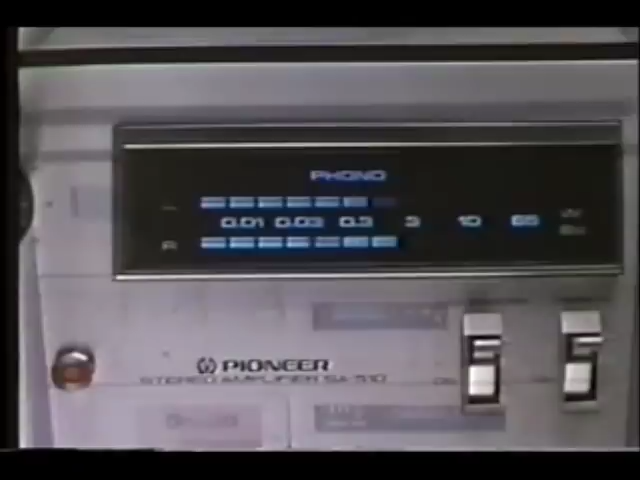 PHONO
L
0.01 0.03 0.3 3 10 65
R
PIONEER
STEREO AMPLIFIER SA-510